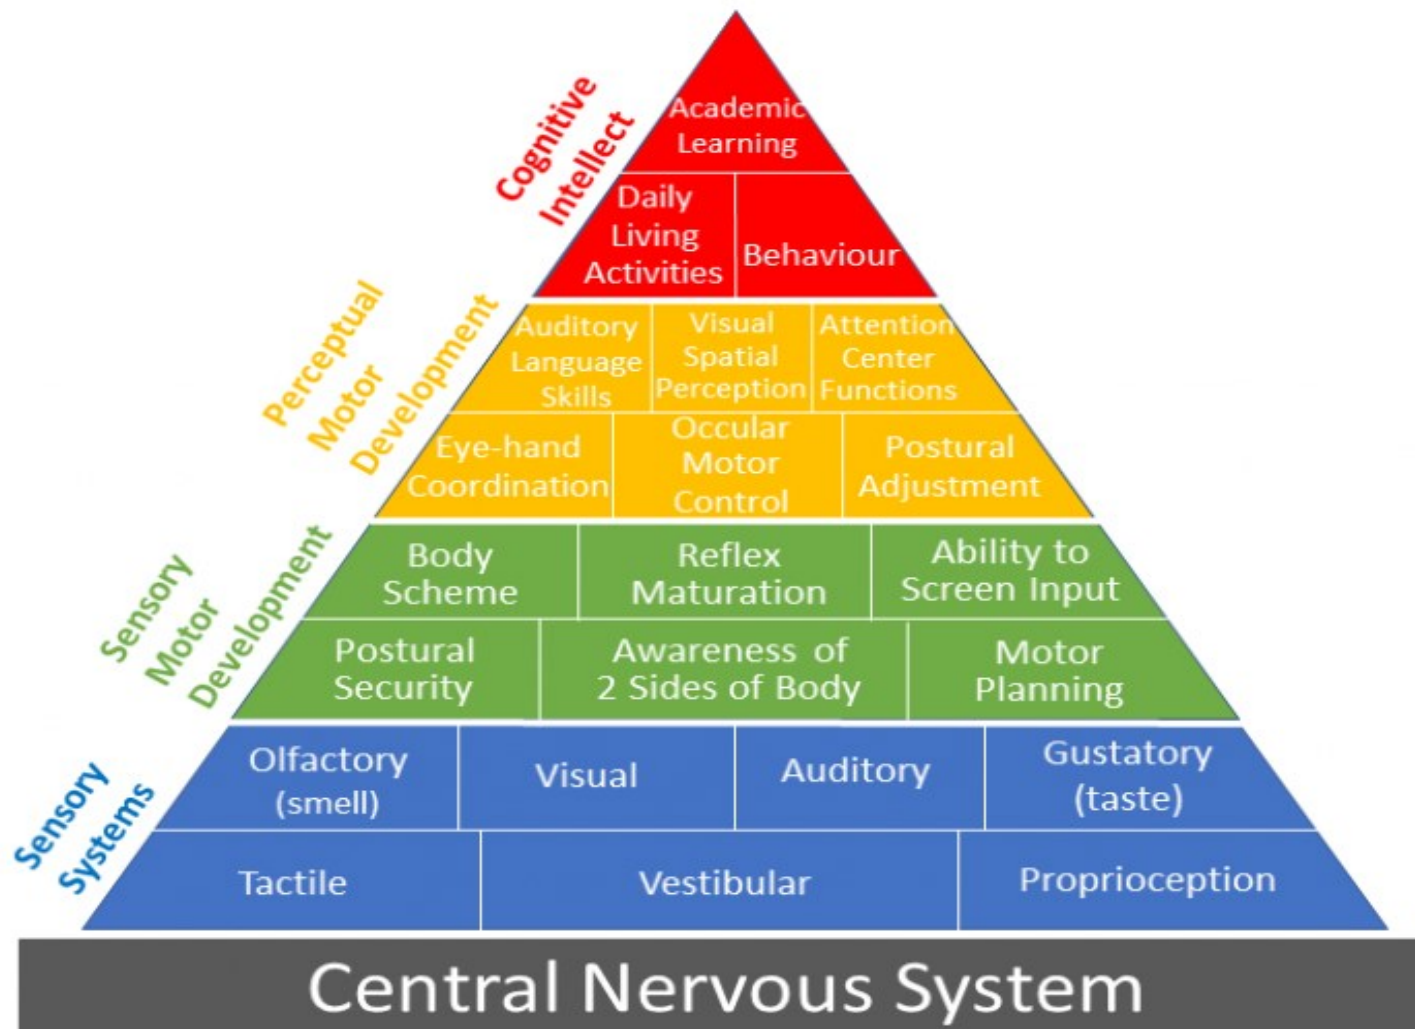 Cognitive
Intellect
Academic
Learning
Daily
Living
Activities
Behaviour
Perceptual
Motor
Development
Auditory
Language
Skills
Visual
Spatial
Perception
Attention
Center
Functions
Eye-hand
Coordination
Occular
Motor
Control
Postural
Adjustment
Sensory
Motor
Development
Body
Scheme
Reflex
Maturation
Ability to
Screen Input
Postural
Security
Awareness of
2 Sides of Body
Motor
Planning
Sensory
Systems
Olfactory
(smell)
Visual
Auditory
Gustatory
(taste)
Tactile
Vestibular
Proprioception
Central Nervous System